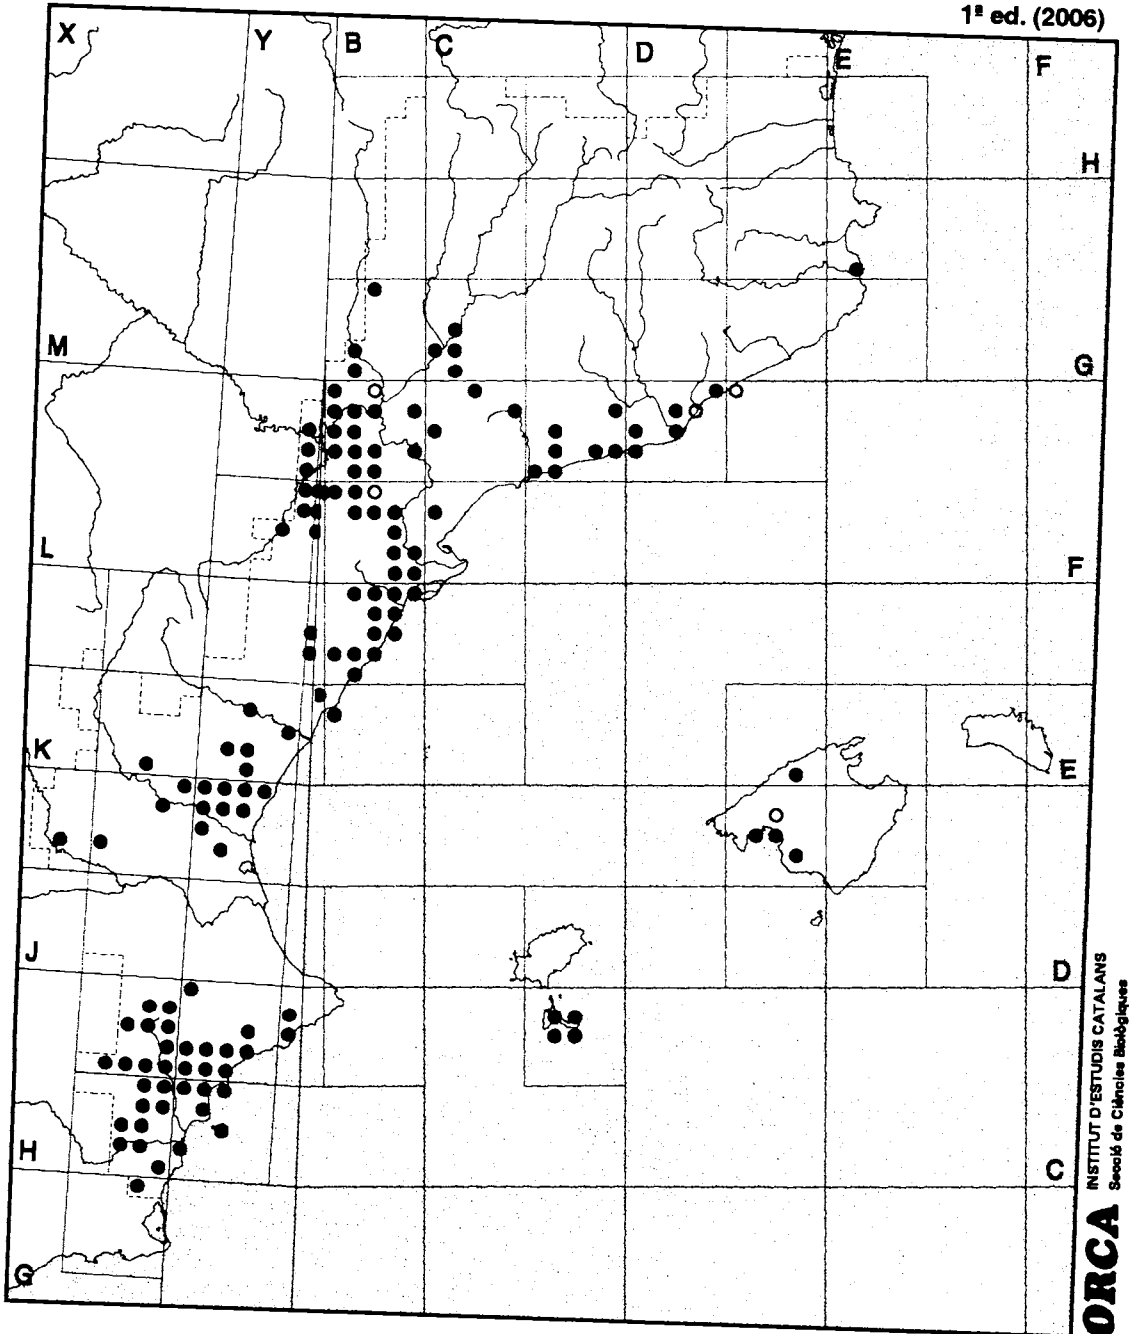 1ª ed. (2006)
X Y B C D E F
H
M G
L F
K E
J D
H C
G
ORCA INSTITUT D'ESTUDIS CATALANS
Secció de Ciències Biològiques